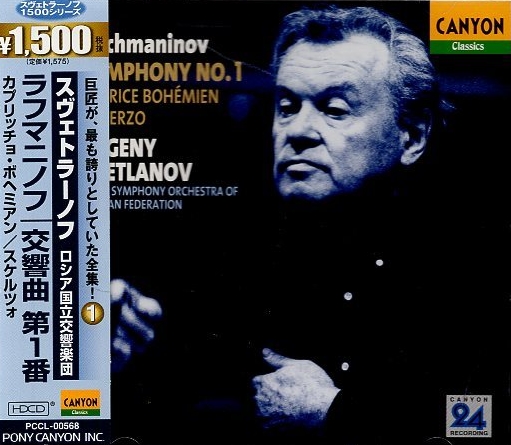 スヴェトラーノフ
1500シリーズ
¥1,500 税抜
(定価¥1,575)
巨匠が、最も誇りとしていた全集! 1
スヴェトラーノフ ロシア国立交響楽団
ラフマニノフ 交響曲 第1番
カプリッチョ・ボヘミアン/スケルツォ
HDCD
CANYON
Classics
PCCL-00568
PONY CANYON INC.
chmaninov
MPHONY NO.1
RICE BOHÉMIEN
ERZO
GENY
ETLANOV
SYMPHONY ORCHESTRA OF
AN FEDERATION
CANYON
Classics
CANYON
24
RECORDING